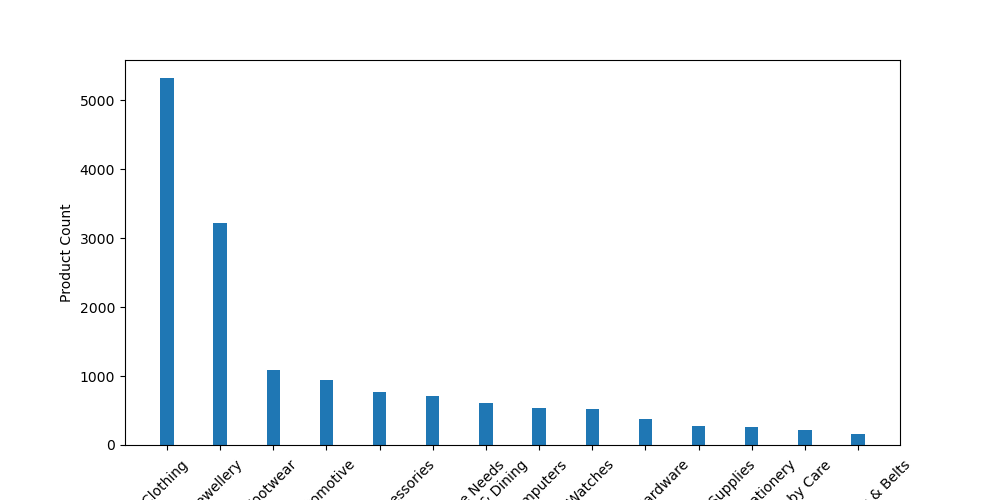 Product Count
5000
4000
3000
2000
1000
0
Clothing
wellery
ootwear
omotive
essories
e Needs
& Dining
mputers
Watches
ardware
Supplies
ationery
by Care
& Belts